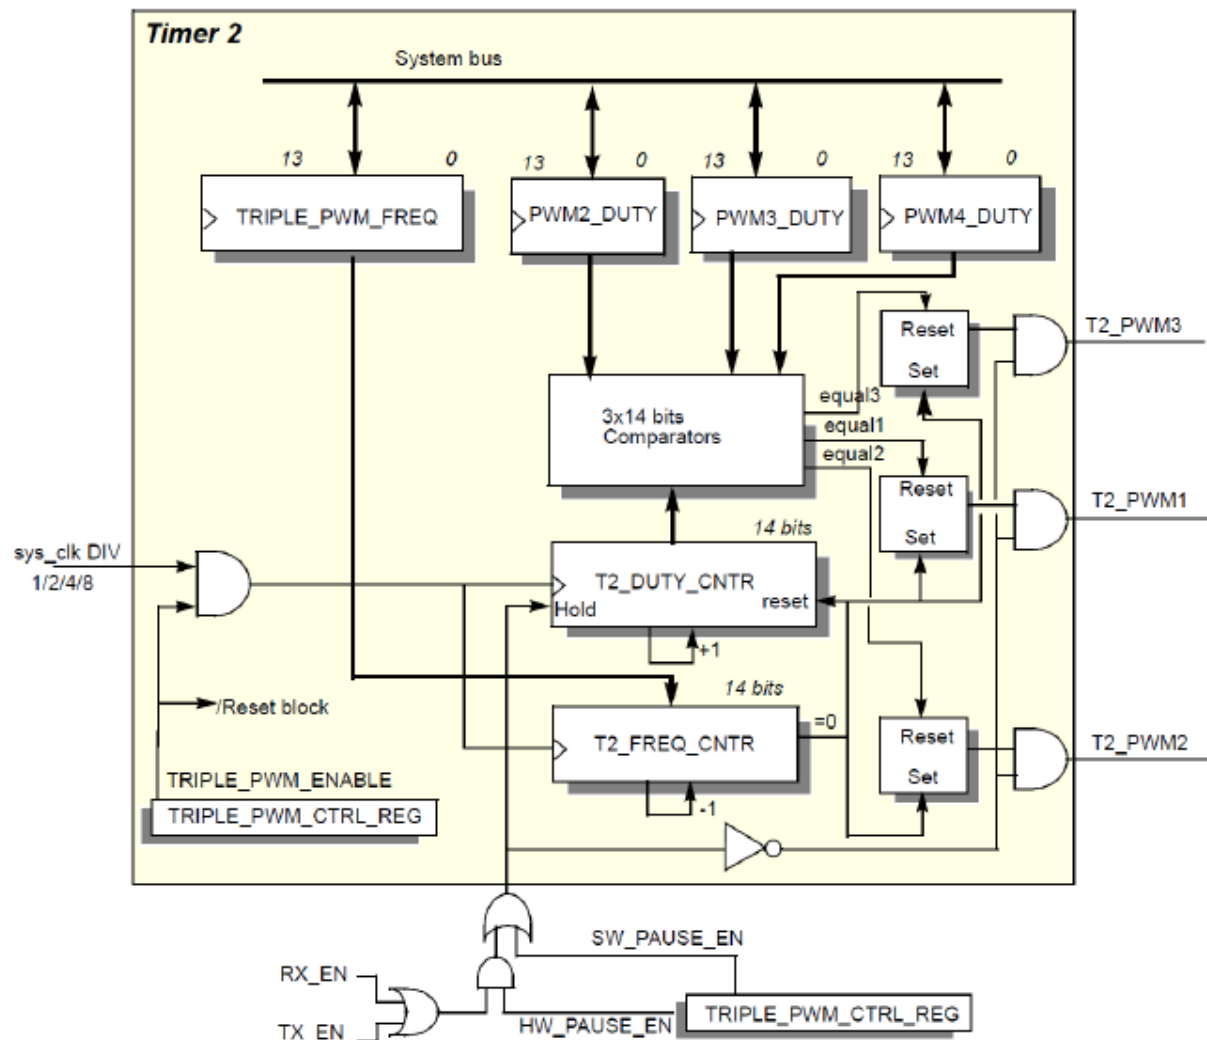 Timer 2
System bus
13 0 13 0 13 0 13 0
TRIPLE_PWM_FREQ
PWM2_DUTY
PWM3_DUTY
PWM4_DUTY
Reset
Set
T2_PWM3
3x14 bits
Comparators
equal3
equal1
equal2
Reset
Set
T2_PWM1
sys_clk DIV
1/2/4/8
14 bits
T2_DUTY_CNTR
Hold
reset
+1
/Reset block
14 bits
T2_FREQ_CNTR
=0
-1
Reset
Set
T2_PWM2
TRIPLE_PWM_ENABLE
TRIPLE_PWM_CTRL_REG
SW_PAUSE_EN
RX_EN
TX_EN
HW_PAUSE_EN
TRIPLE_PWM_CTRL_REG